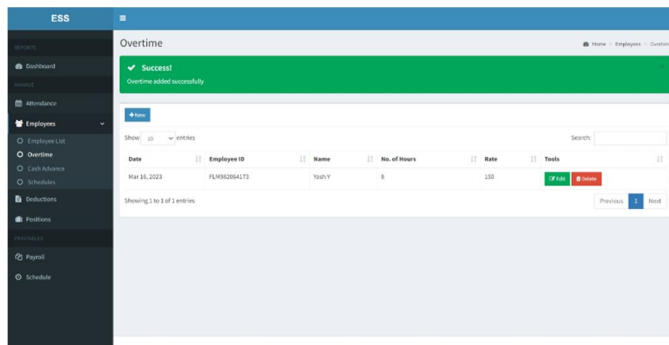 ESS
Overtime
Home > Employees > Overtime
REPORTS
Dashboard
MANAGE
Attendance
Employees
Employee List
Overtime
Cash Advance
Schedules
Deductions
Positions
PRINTABLES
Payroll
Schedule
Success!
Overtime added successfully
New
Show 10 entries
Search:
Date Employee ID Name No. of Hours Rate Tools
Mar 16, 2023 Yash Y 150 Edit Delete
Showing 1 to 1 of 1 entries
Previous 1 Next